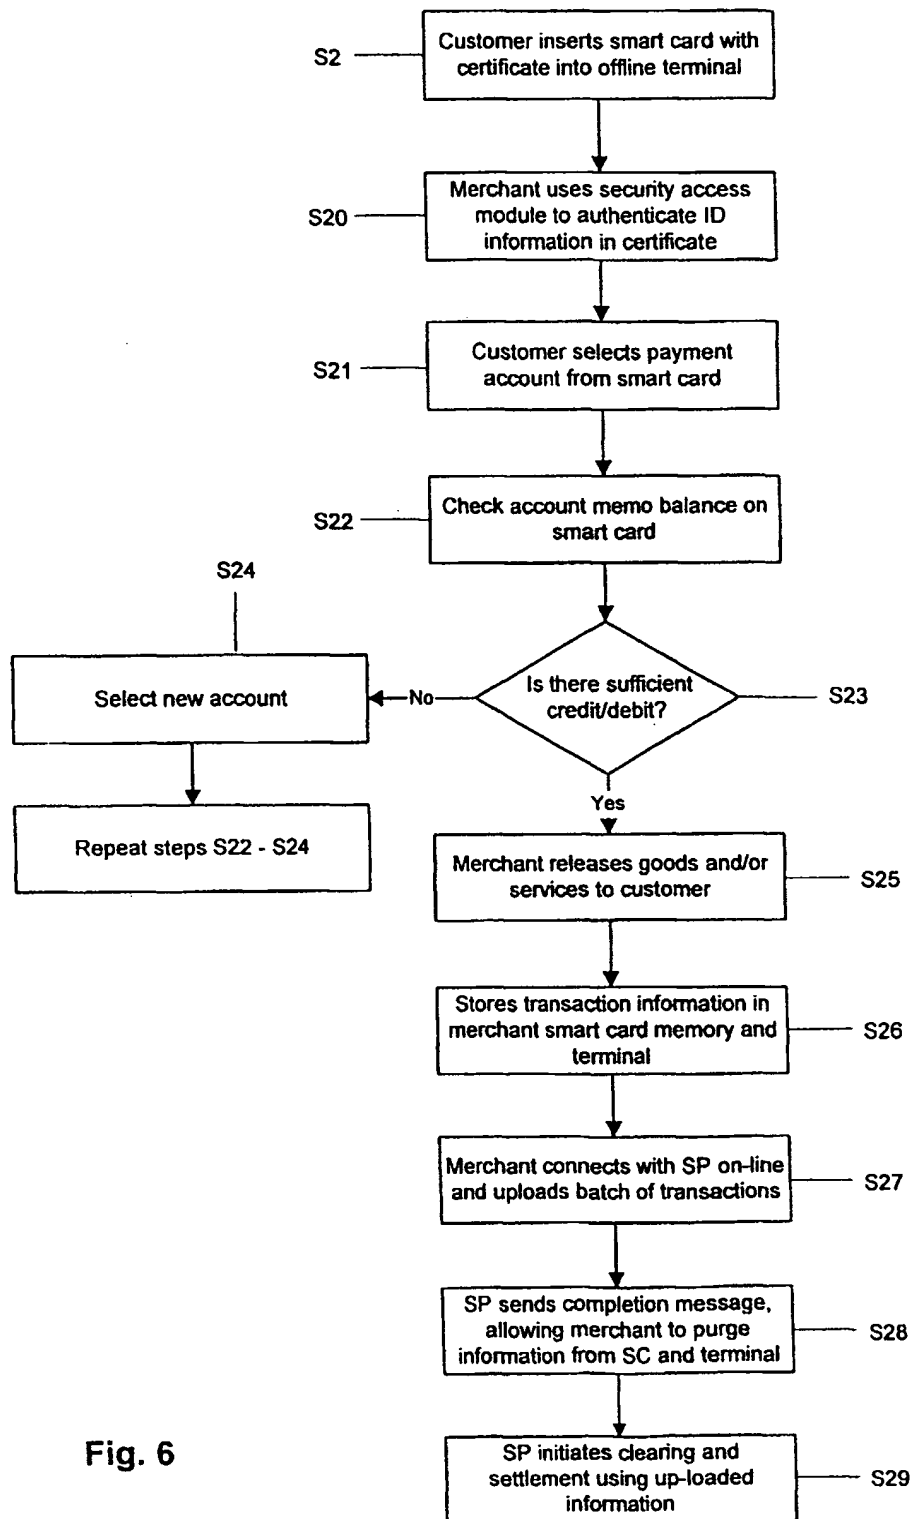 S2
Customer inserts smart card with
certificate into offline terminal
S20
Merchant uses security access
module to authenticate ID
information in certificate
S21
Customer selects payment
account from smart card
S22
Check account memo balance on
smart card
S24
Select new account
No
Is there sufficient
credit/debit?
S23
Repeat steps S22 - S24
Yes
Merchant releases goods and/or
services to customer
S25
Stores transaction information in
merchant smart card memory and
terminal
S26
Merchant connects with SP on-line
and uploads batch of transactions
S27
SP sends completion message,
allowing merchant to purge
information from SC and terminal
S28
SP initiates clearing and
settlement using up-loaded
information
S29
Fig. 6